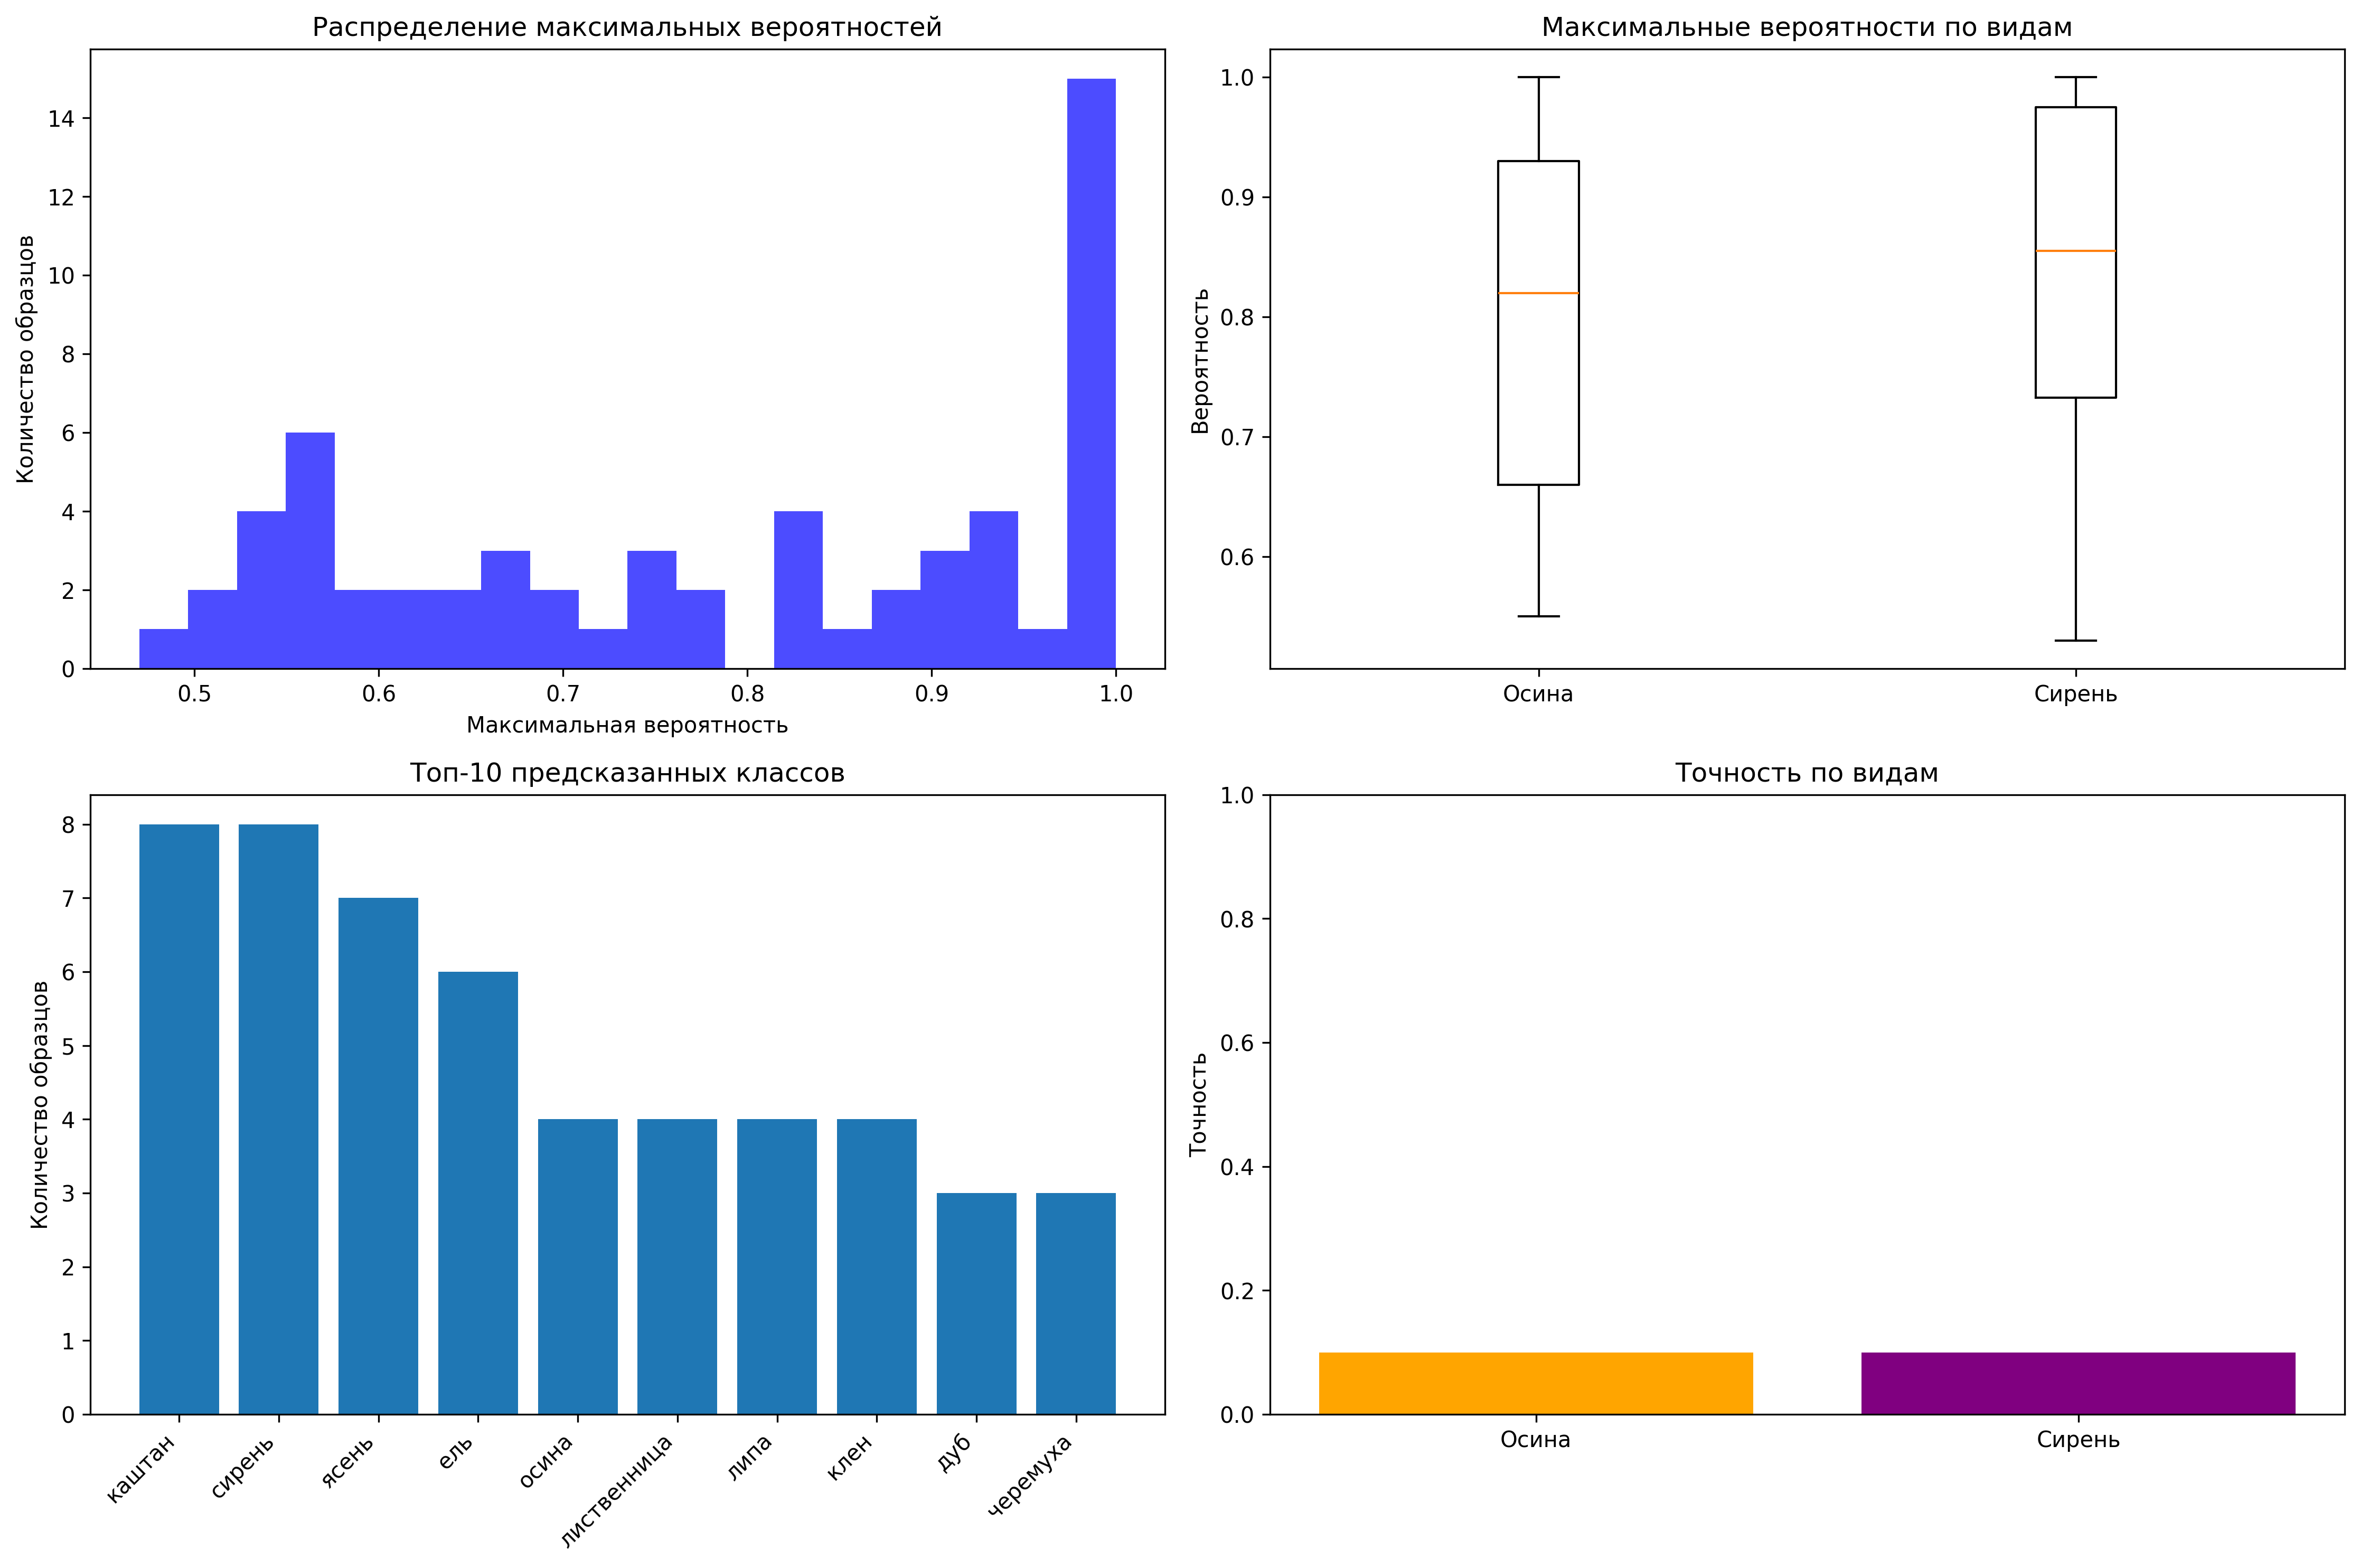 Распределение максимальных вероятностей
Количество образцов
14
12
10
8
6
4
2
0
0.5 0.6 0.7 0.8 0.9 1.0
Максимальная вероятность
Максимальные вероятности по видам
Вероятность
1.0
0.9
0.8
0.7
0.6
Осина Сирень
Топ-10 предсказанных классов
Количество образцов
8
7
6
5
4
3
2
1
0
каштан сирень ясень ель осина лиственница липа клен дуб черемуха
Точность по видам
Точность
1.0
0.8
0.6
0.4
0.2
0.0
Осина Сирень